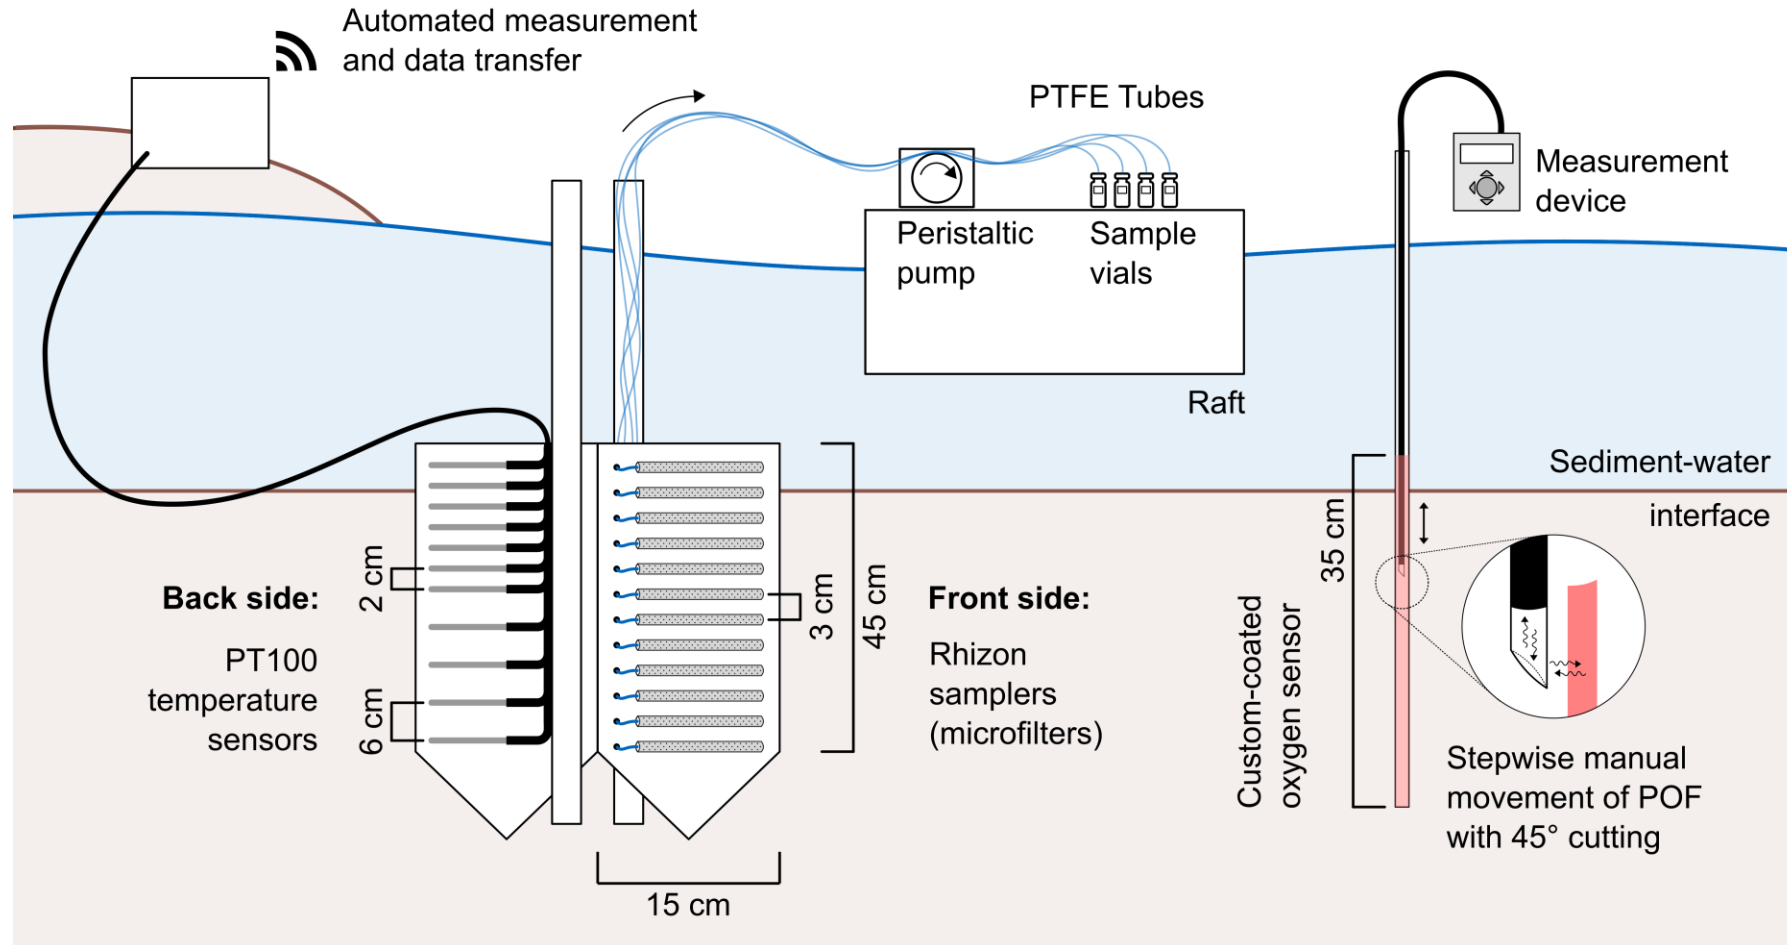 Automated measurement
and data transfer
PTFE Tubes
Measurement
device
Peristaltic
pump
Sample
vials
Raft
Sediment-water
interface
35 cm
2 cm
Back side:
PT100
temperature
sensors
6 cm
3 cm
45 cm
Front side:
Rhizon
samplers
(microfilters)
Custom-coated
oxygen sensor
Stepwise manual
movement of POF
with 45° cutting
15 cm